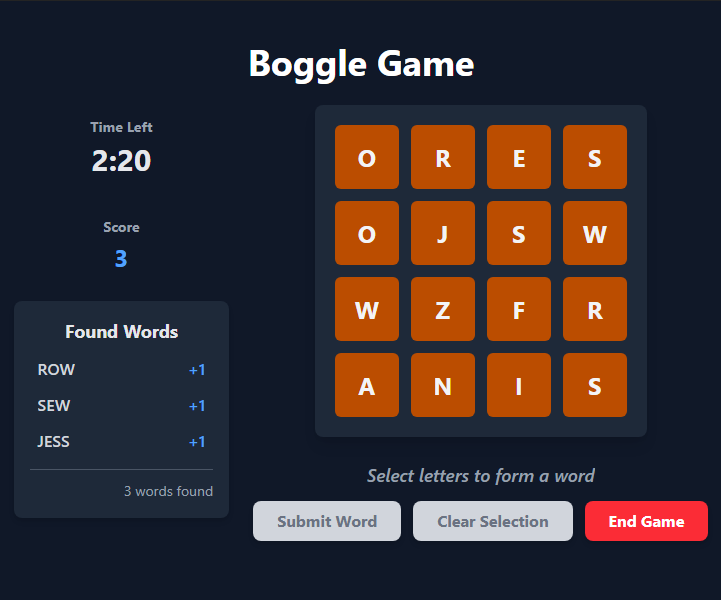 Boggle Game
Time Left
2:20
Score
3
Found Words
ROW +1
SEW +1
JESS +1
3 words found
O R E S
O J S W
W Z F R
A N I S
Select letters to form a word
Submit Word Clear Selection End Game